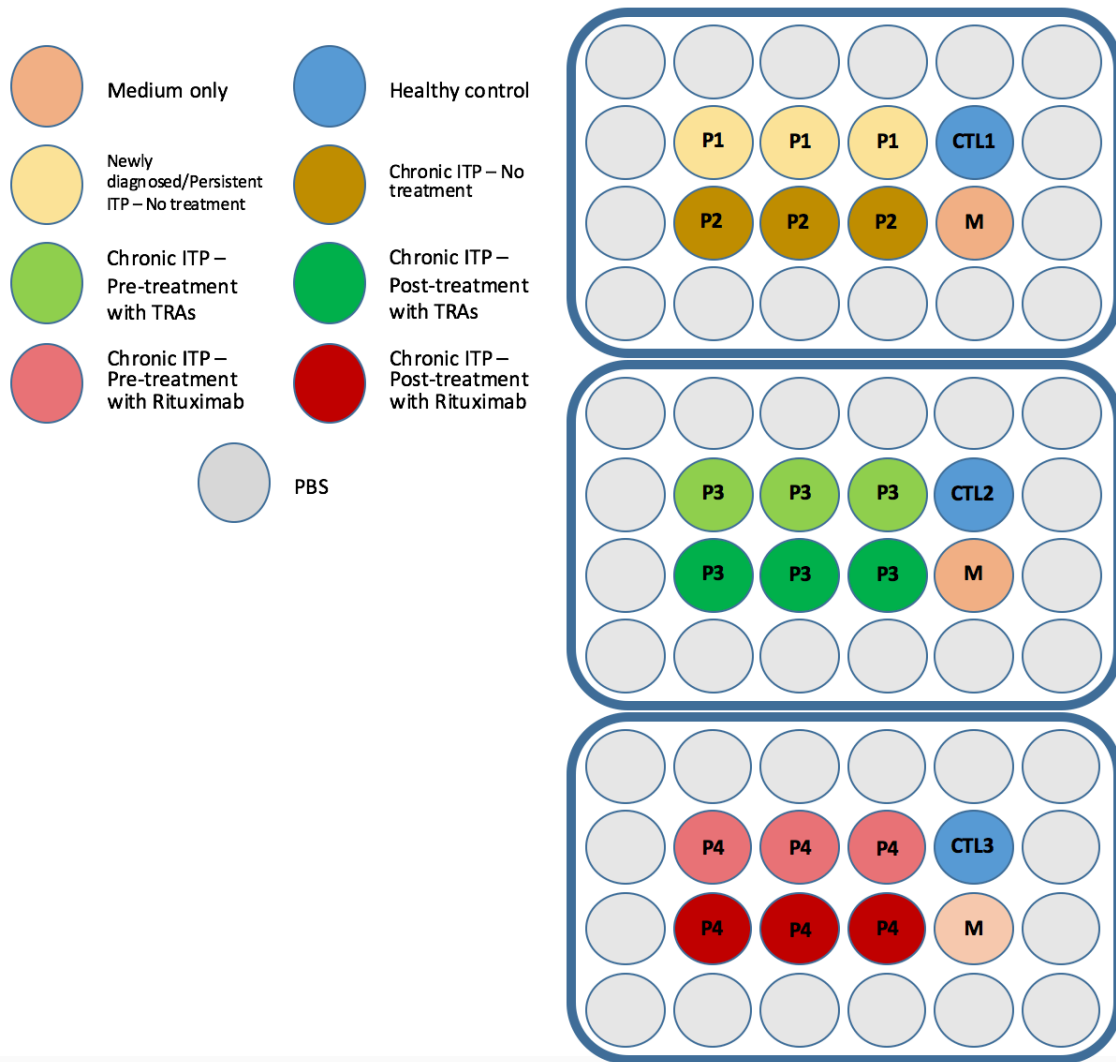 Medium only
Healthy control
Newly
diagnosed/Persistent
ITP – No treatment
Chronic ITP – No
treatment
Chronic ITP –
Pre-treatment
with TRAs
Chronic ITP –
Post-treatment
with TRAs
Chronic ITP –
Pre-treatment
with Rituximab
Chronic ITP –
Post-treatment
with Rituximab
PBS
P1 P1 P1 CTL1
P2 P2 P2 M
P3 P3 P3 CTL2
P3 P3 P3 M
P4 P4 P4 CTL3
P4 P4 P4 M